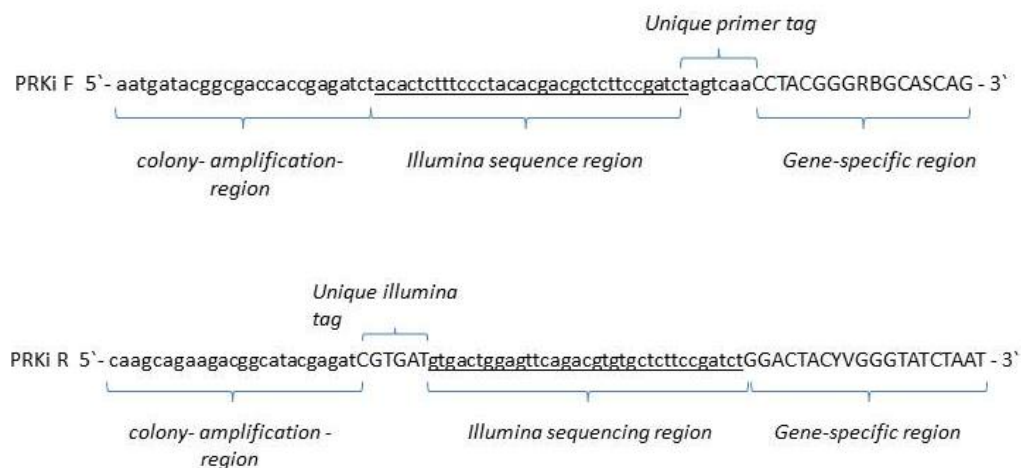 Unique primer tag
PRKi F 5`- aatgatacggcgaccaccgagatctacactctttccctacacgacgctcttccgatctagtcaaCCTACGGGRBGCASCAG - 3`
colony- amplification-
region
Illumina sequence region
Gene-specific region
Unique illumina
tag
PRKi R 5`- caagcagaagacggcatacgagatCGTGATgtgactggagttcagacgtgtgctcttccgatctGGACTACYVGGGTATCTAAT - 3`
colony- amplification -
region
Illumina sequencing region
Gene-specific region